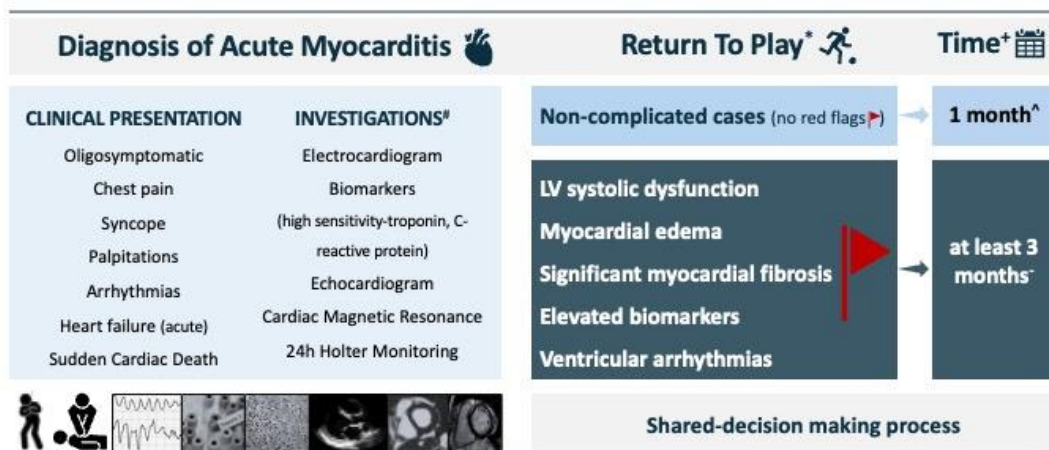 Diagnosis of Acute Myocarditis
Return To Play*
Time⁺
CLINICAL PRESENTATION
Oligosymptomatic
Chest pain
Syncope
Palpitations
Arrhythmias
Heart failure (acute)
Sudden Cardiac Death
INVESTIGATIONS#
Electrocardiogram
Biomarkers
(high sensitivity-troponin, C-
reactive protein)
Echocardiogram
Cardiac Magnetic Resonance
24h Holter Monitoring
Non-complicated cases (no red flags)
1 month^
LV systolic dysfunction
Myocardial edema
Significant myocardial fibrosis
Elevated biomarkers
Ventricular arrhythmias
at least 3
months⁻
Shared-decision making process